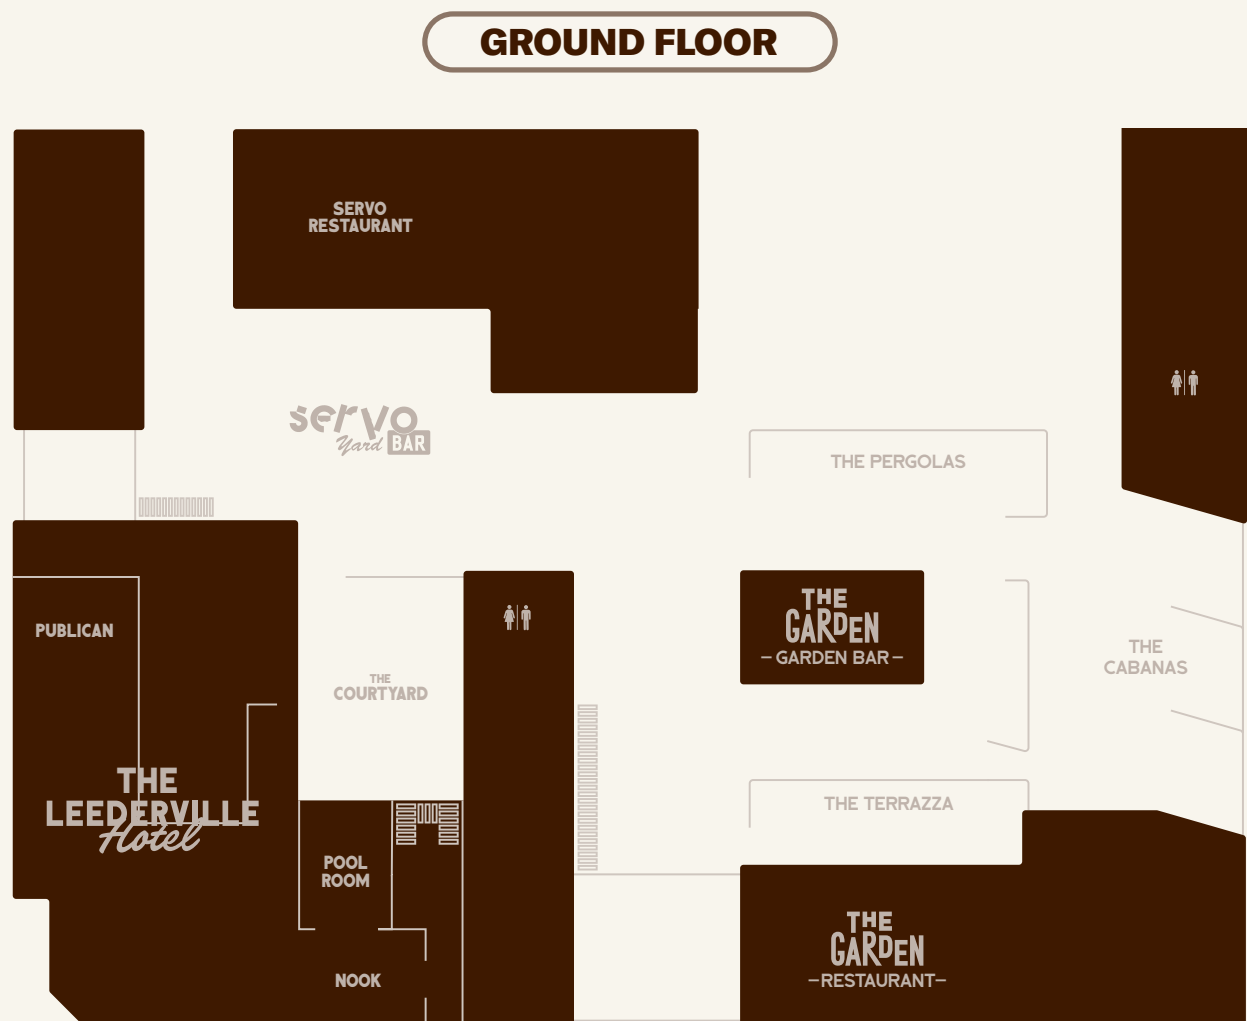 GROUND FLOOR
SERVO
RESTAURANT
servo
Yard BAR
THE PERGOLAS
PUBLICAN
THE
COURTYARD
THE
GARDEN
– GARDEN BAR –
THE
CABANAS
THE
LEEDERVILLE
Hotel
THE TERRAZZA
POOL
ROOM
NOOK
THE
GARDEN
–RESTAURANT–